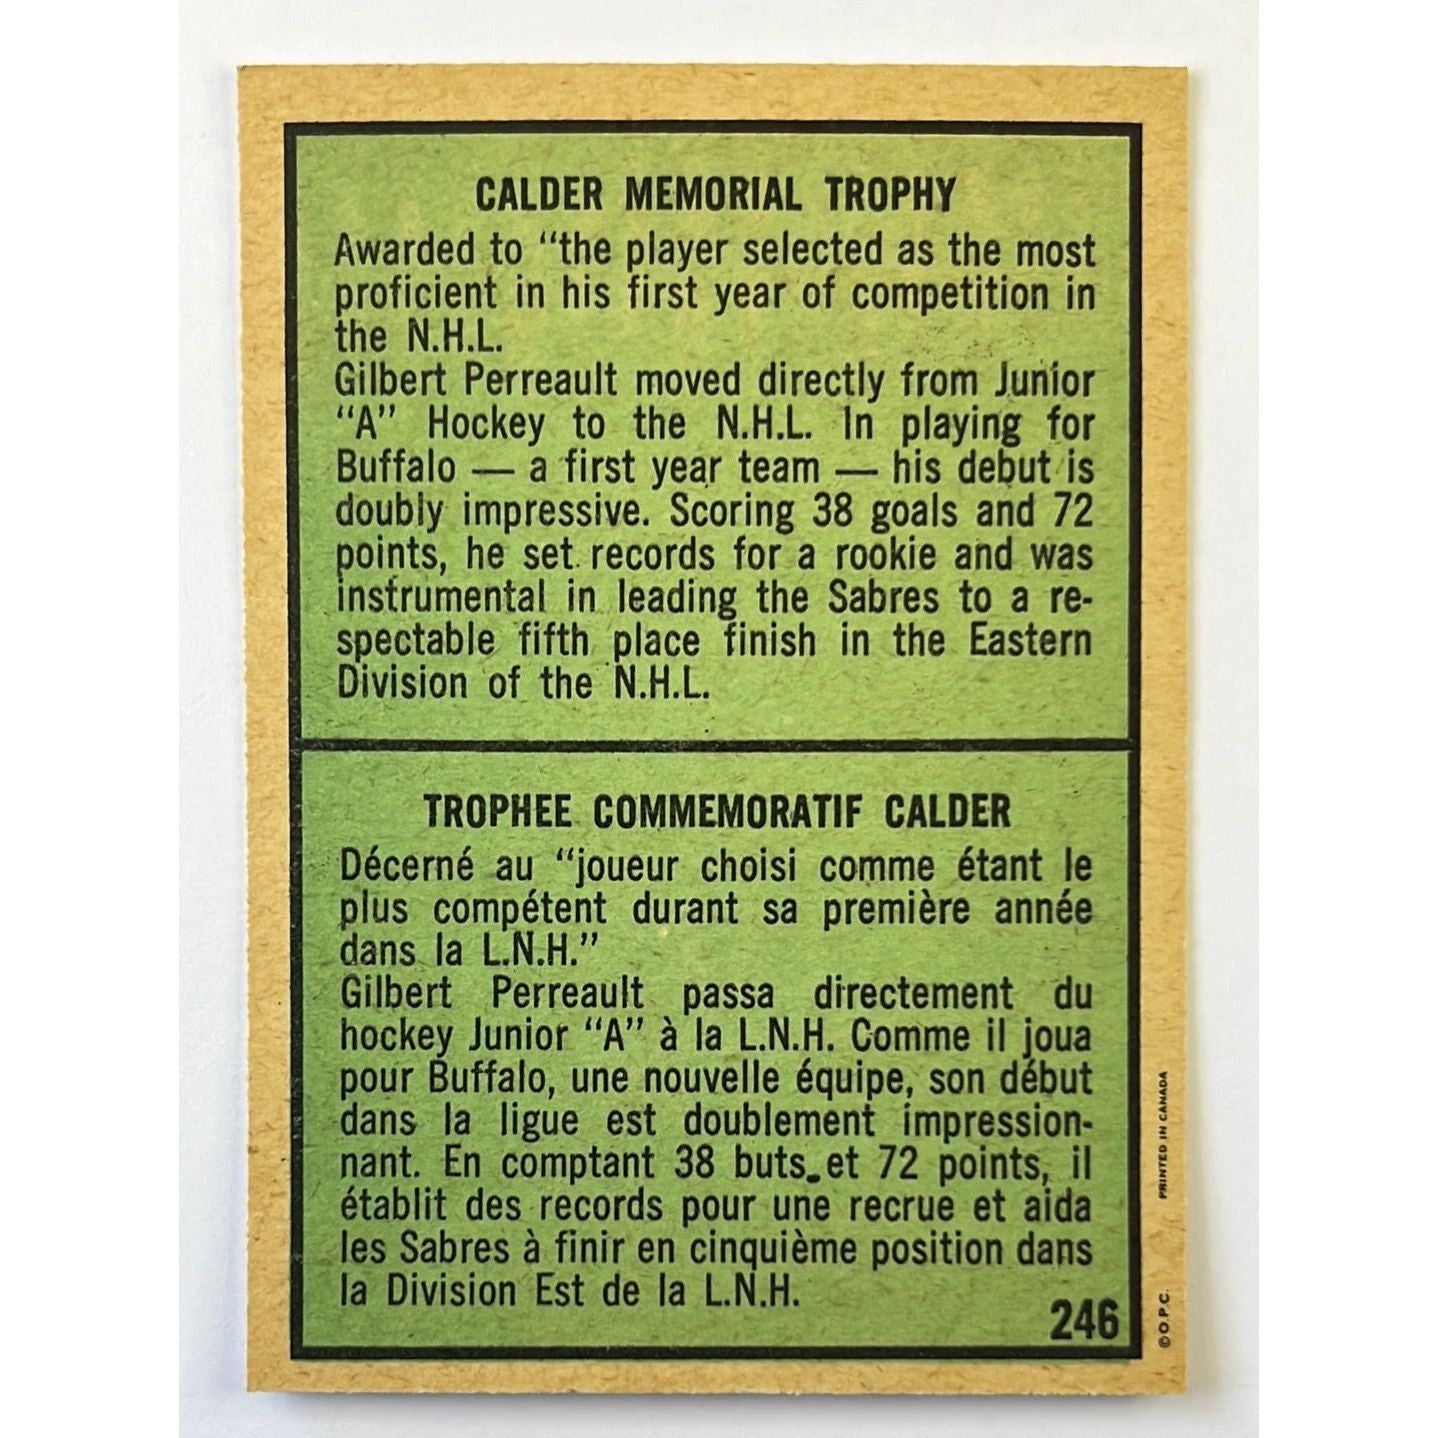 CALDER MEMORIAL TROPHY
Awarded to "the player selected as the most
proficient in his first year of competition in
the N.H.L.
Gilbert Perreault moved directly from Junior
"A" Hockey to the N.H.L. In playing for
Buffalo — a first year team — his debut is
doubly impressive. Scoring 38 goals and 72
points, he set records for a rookie and was
instrumental in leading the Sabres to a re-
spectable fifth place finish in the Eastern
Division of the N.H.L.
TROPHEE COMMEMORATIF CALDER
Décerné au "joueur choisi comme étant le
plus compétent durant sa première année
dans la L.N.H."
Gilbert Perreault passa directement du
hockey Junior "A" à la L.N.H. Comme il joua
pour Buffalo, une nouvelle équipe, son début
dans la ligue est doublement impression-
nant. En comptant 38 buts et 72 points, il
établit des records pour une recrue et aida
les Sabres à finir en cinquième position dans
la Division Est de la L.N.H.
246
© O.P.C.
PRINTED IN CANADA